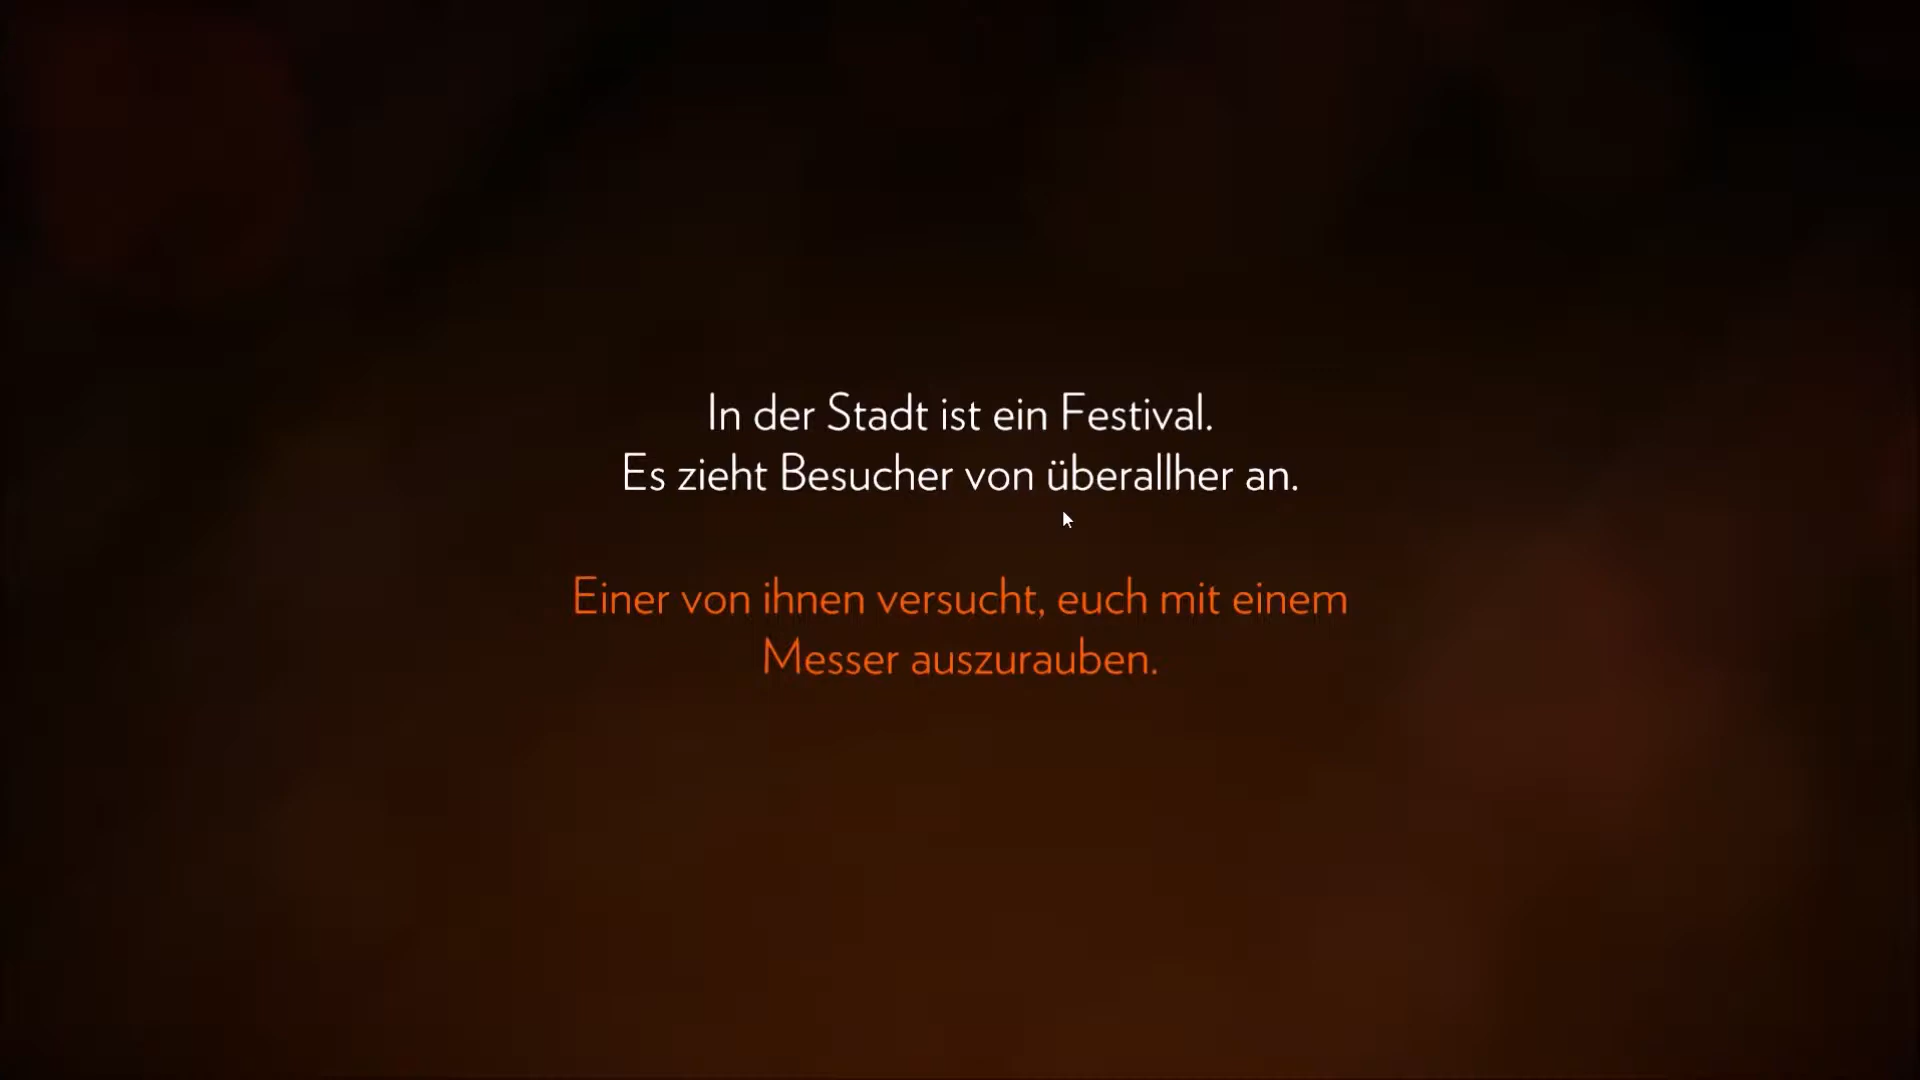 In der Stadt ist ein Festival.
Es zieht Besucher von überallher an.
Einer von ihnen versucht, euch mit einem
Messer auszurauben.